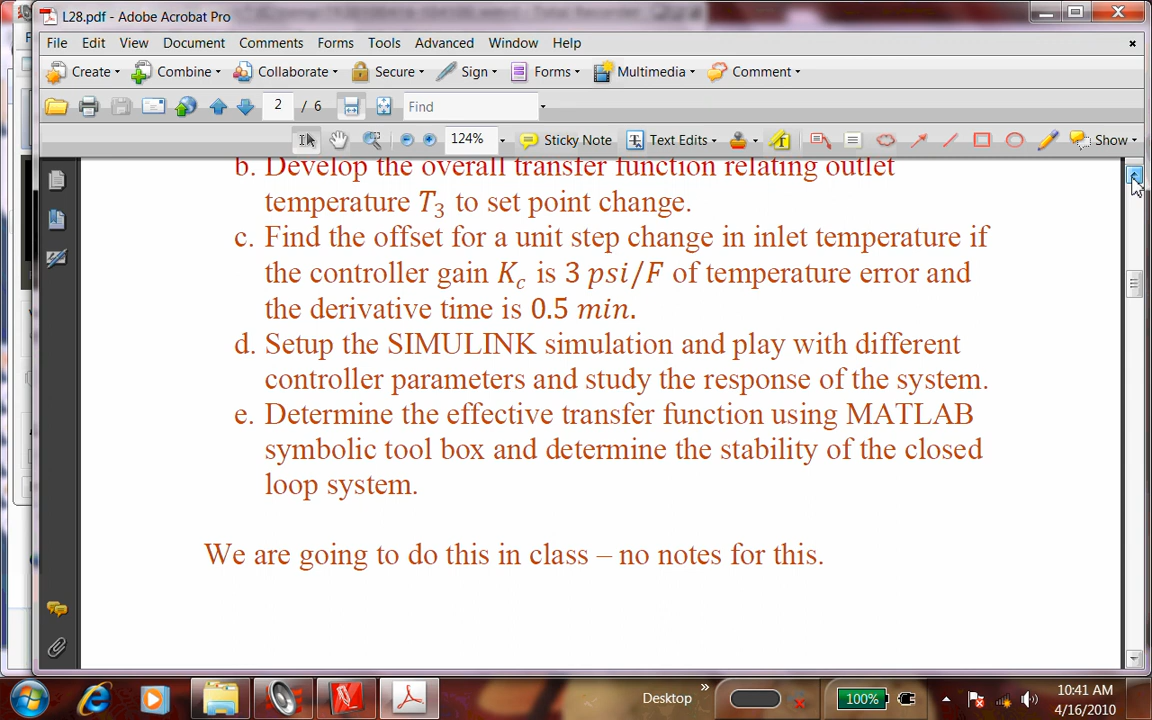 L28.pdf - Adobe Acrobat Pro
File Edit View Document Comments Forms Tools Advanced Window Help
Create Combine Collaborate Secure Sign Forms Multimedia Comment
2 / 6 Find
124% Sticky Note Text Edits Show
b. Develop the overall transfer function relating outlet
temperature T₃ to set point change.
c. Find the offset for a unit step change in inlet temperature if
the controller gain K_c is 3 psi/F of temperature error and
the derivative time is 0.5 min.
d. Setup the SIMULINK simulation and play with different
controller parameters and study the response of the system.
e. Determine the effective transfer function using MATLAB
symbolic tool box and determine the stability of the closed
loop system.
We are going to do this in class – no notes for this.
Desktop » 100% 10:41 AM
4/16/2010